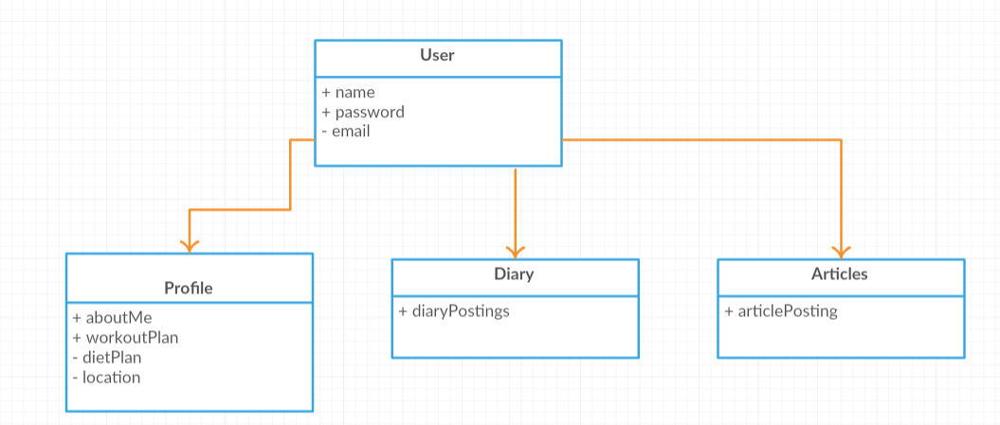 User
+ name
+ password
- email
Profile
+ aboutMe
+ workoutPlan
- dietPlan
- location
Diary
+ diaryPostings
Articles
+ articlePosting